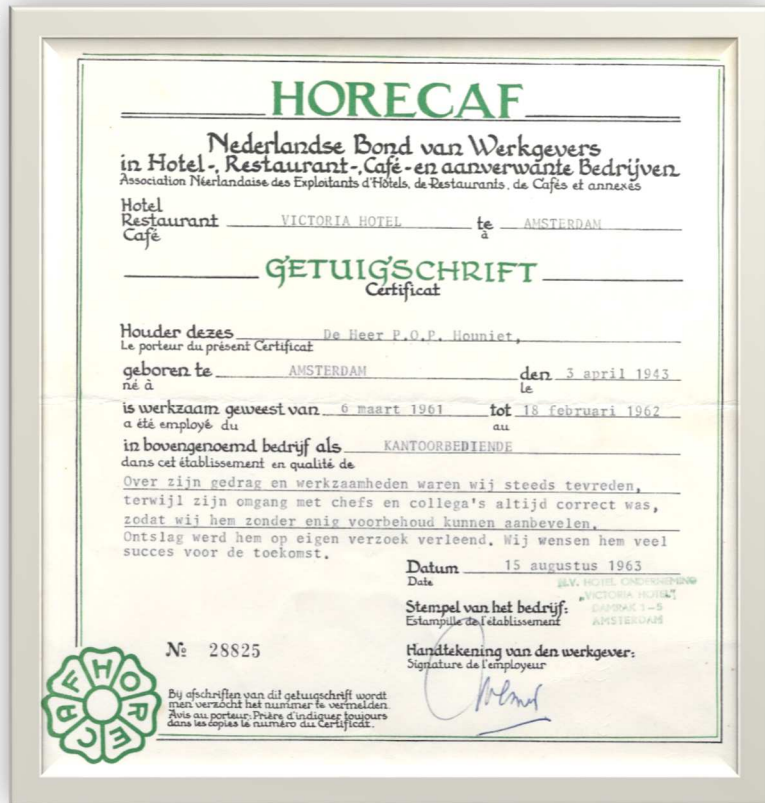 HORECAF
Nederlandse Bond van Werkgevers
in Hotel-, Restaurant-, Café- en aanverwante Bedrijven
Association Néerlandaise des Exploitants d'Hôtels, de Restaurants, de Cafés et annexés
Hotel
Restaurant VICTORIA HOTEL te AMSTERDAM
Café à
GETUIGSCHRIFT
Certificat
Houder dezes De Heer P.O.P. Houniet,
Le porteur du présent Certificat
geboren te AMSTERDAM den 3 april 1943
né à le
is werkzaam geweest van 6 maart 1961 tot 18 februari 1962
a été employé du au
in bovengenoemd bedrijf als KANTOORBEDIENDE
dans cet établissement en qualité de
Over zijn gedrag en werkzaamheden waren wij steeds tevreden,
terwijl zijn omgang met chefs en collega's altijd correct was,
zodat wij hem zonder enig voorbehoud kunnen aanbevelen.
Ontslag werd hem op eigen verzoek verleend. Wij wensen hem veel
succes voor de toekomst.
Datum 15 augustus 1963
Date
N.V. HOTEL ONDERNEMING
„VICTORIA HOTEL"
Stempel van het bedrijf: DAMRAK 1-5
Estampille de l'établissement AMSTERDAM
Nº 28825
Handtekening van den werkgever:
Signature de l'employeur
By afschriften van dit getuigschrift wordt
men verzocht het nummer te vermelden.
Avis au porteur: Prière d'indiquer toujours
dans les copies le numéro du Certificat.
HORECAF